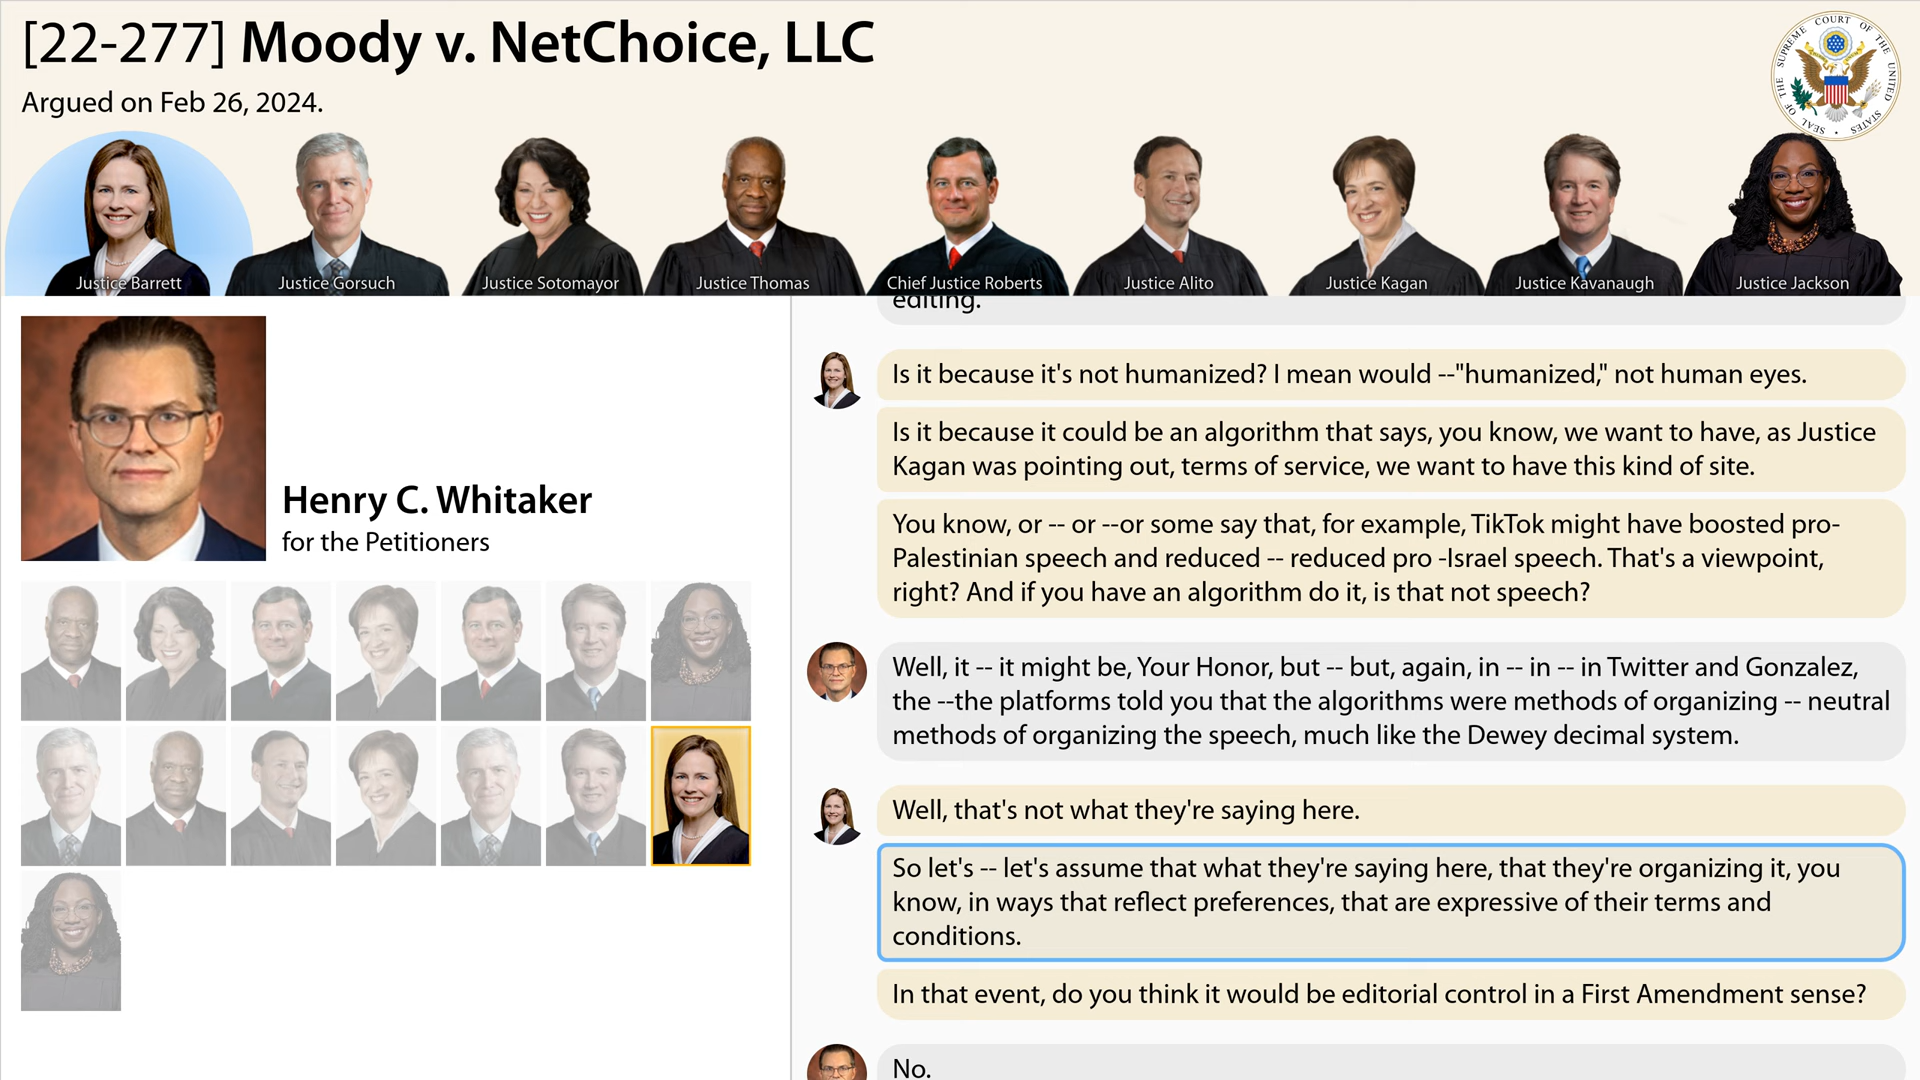 [22-277] Moody v. NetChoice, LLC
Argued on Feb 26, 2024.
SEAL OF THE SUPREME COURT OF THE UNITED STATES
Justice Barrett
Justice Gorsuch
Justice Sotomayor
Justice Thomas
Chief Justice Roberts
Justice Alito
Justice Kagan
Justice Kavanaugh
Justice Jackson
Henry C. Whitaker
for the Petitioners
editing.
Is it because it's not humanized? I mean would --"humanized," not human eyes.
Is it because it could be an algorithm that says, you know, we want to have, as Justice
Kagan was pointing out, terms of service, we want to have this kind of site.
You know, or -- or --or some say that, for example, TikTok might have boosted pro-
Palestinian speech and reduced -- reduced pro -Israel speech. That's a viewpoint,
right? And if you have an algorithm do it, is that not speech?
Well, it -- it might be, Your Honor, but -- but, again, in -- in -- in Twitter and Gonzalez,
the --the platforms told you that the algorithms were methods of organizing -- neutral
methods of organizing the speech, much like the Dewey decimal system.
Well, that's not what they're saying here.
So let's -- let's assume that what they're saying here, that they're organizing it, you
know, in ways that reflect preferences, that are expressive of their terms and
conditions.
In that event, do you think it would be editorial control in a First Amendment sense?
No.